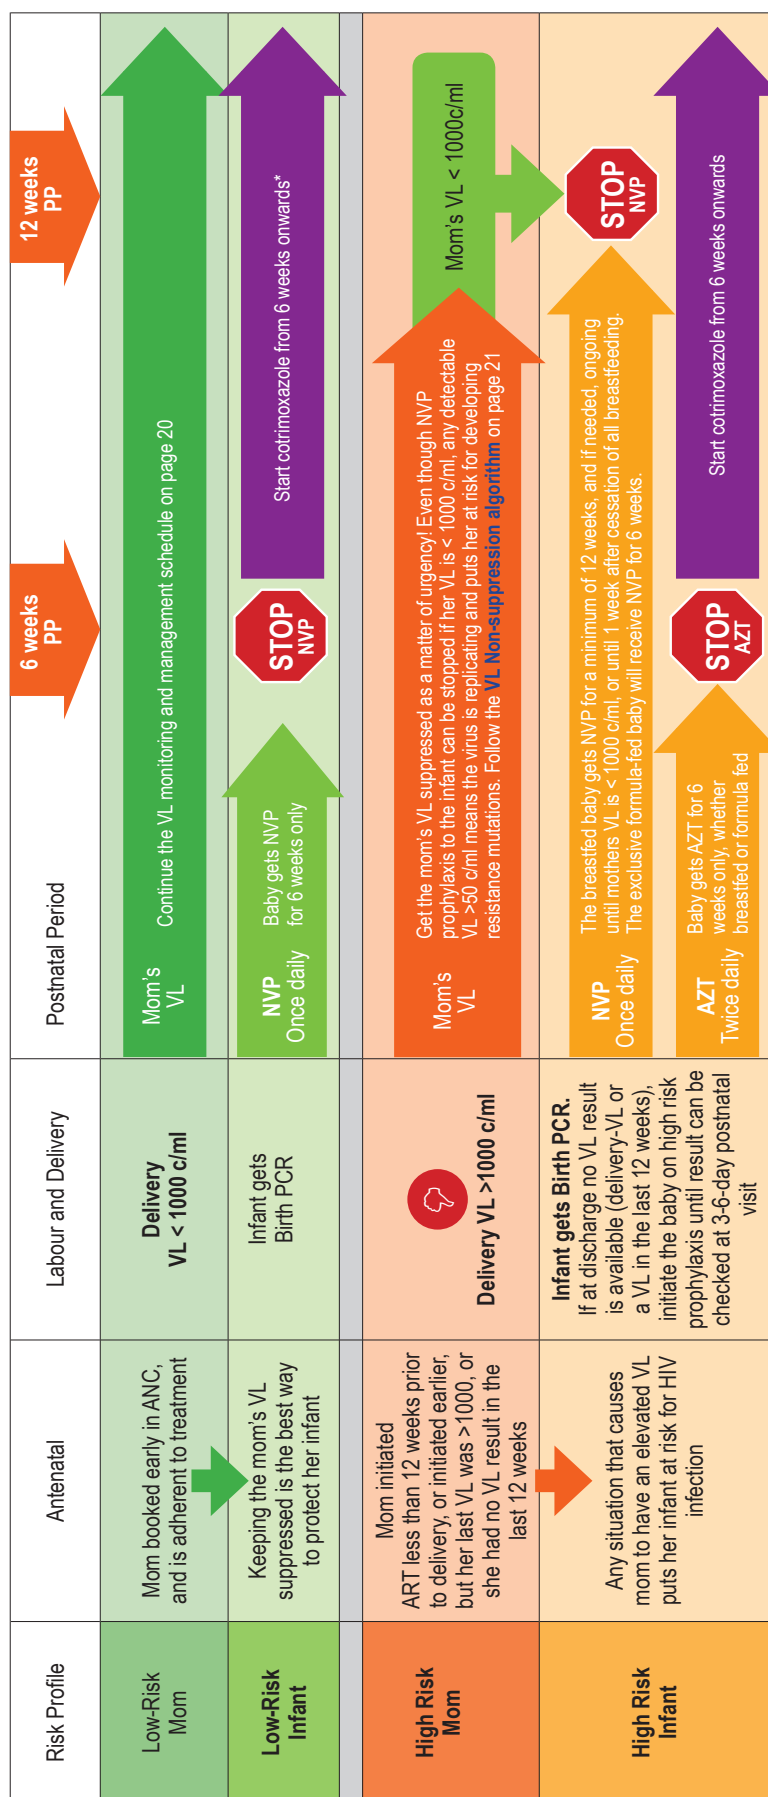 Risk Profile
Antenatal
Labour and Delivery
Postnatal Period
6 weeks
PP
12 weeks
PP
Low-Risk
Mom
Mom booked early in ANC,
and is adherent to treatment
Delivery
VL < 1000 c/ml
Mom's
VL
Continue the VL monitoring and management schedule on page 20
Low-Risk
Infant
Keeping the mom's VL
suppressed is the best way
to protect her infant
Infant gets
Birth PCR
NVP
Once daily
Baby gets NVP
for 6 weeks only
STOP
NVP
Start cotrimoxazole from 6 weeks onwards*
High Risk
Mom
Mom initiated
ART less than 12 weeks prior
to delivery, or initiated earlier,
but her last VL was >1000, or
she had no VL result in the
last 12 weeks
Delivery VL >1000 c/ml
Mom's
VL
Get the mom's VL suppressed as a matter of urgency! Even though NVP
prophylaxis to the infant can be stopped if her VL is < 1000 c/ml, any detectable
VL >50 c/ml means the virus is replicating and puts her at risk for developing
resistance mutations. Follow the VL Non-suppression algorithm on page 21
Mom's VL < 1000c/ml
High Risk
Infant
Any situation that causes
mom to have an elevated VL
puts her infant at risk for HIV
infection
Infant gets Birth PCR.
If at discharge no VL result
is available (delivery-VL or
a VL in the last 12 weeks),
initiate the baby on high risk
prophylaxis until result can be
checked at 3-6-day postnatal
visit
NVP
Once daily
The breastfed baby gets NVP for a minimum of 12 weeks, and if needed, ongoing
until mothers VL is < 1000 c/ml, or until 1 week after cessation of all breastfeeding.
The exclusive formula-fed baby will receive NVP for 6 weeks.
STOP
NVP
AZT
Twice daily
Baby gets AZT for 6
weeks only, whether
breastfed or formula fed
STOP
AZT
Start cotrimoxazole from 6 weeks onwards